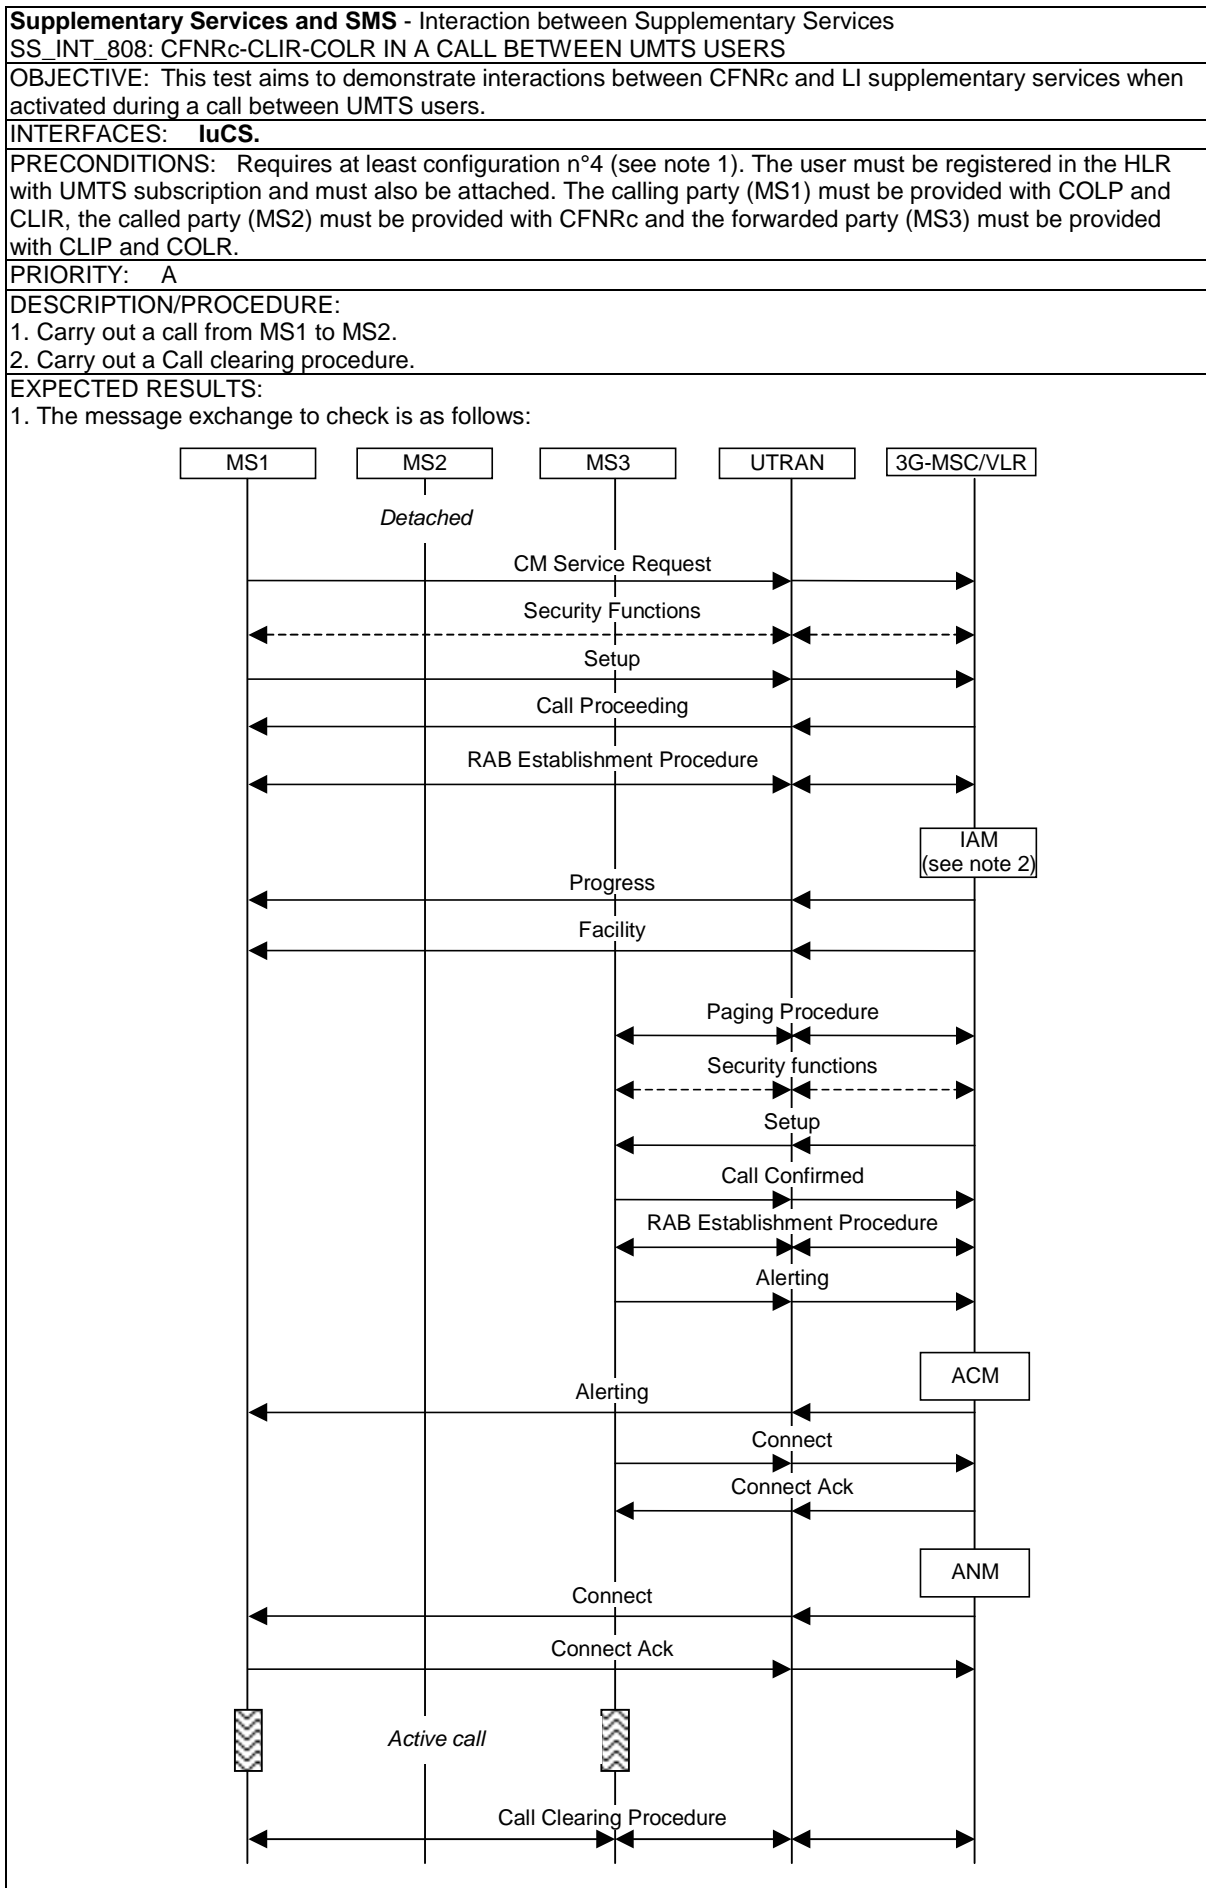 Supplementary Services and SMS - Interaction between Supplementary Services
SS_INT_808: CFNRc-CLIR-COLR IN A CALL BETWEEN UMTS USERS
OBJECTIVE: This test aims to demonstrate interactions between CFNRc and LI supplementary services when
activated during a call between UMTS users.
INTERFACES: IuCS.
PRECONDITIONS: Requires at least configuration n°4 (see note 1). The user must be registered in the HLR
with UMTS subscription and must also be attached. The calling party (MS1) must be provided with COLP and
CLIR, the called party (MS2) must be provided with CFNRc and the forwarded party (MS3) must be provided
with CLIP and COLR.
PRIORITY: A
DESCRIPTION/PROCEDURE:
1. Carry out a call from MS1 to MS2.
2. Carry out a Call clearing procedure.
EXPECTED RESULTS:
1. The message exchange to check is as follows:
MS1 MS2 MS3 UTRAN 3G-MSC/VLR
Detached
CM Service Request
Security Functions
Setup
Call Proceeding
RAB Establishment Procedure
IAM
(see note 2)
Progress
Facility
Paging Procedure
Security functions
Setup
Call Confirmed
RAB Establishment Procedure
Alerting
ACM
Alerting
Connect
Connect Ack
ANM
Connect
Connect Ack
Active call
Call Clearing Procedure